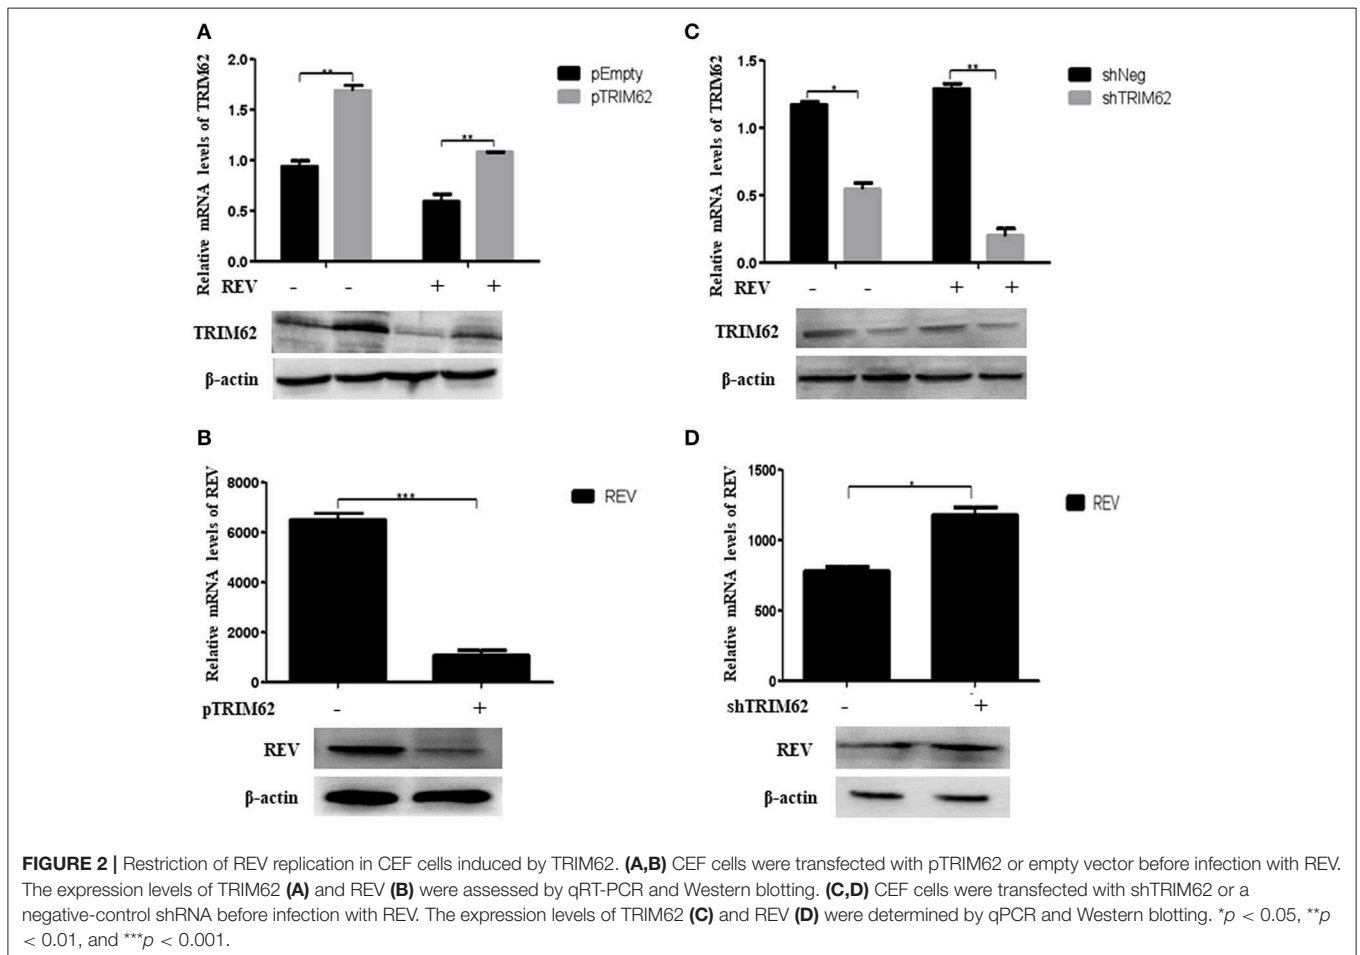 A
Relative mRNA levels of TRIM62
2.0
1.5
1.0
0.5
0.0
**
**
pEmpty
pTRIM62
REV - - + +
TRIM62
β-actin
C
Relative mRNA levels of TRIM62
1.5
1.0
0.5
0.0
*
**
shNeg
shTRIM62
REV - - + +
TRIM62
β-actin
B
Relative mRNA levels of REV
8000
6000
4000
2000
0
***
REV
pTRIM62 - +
REV
β-actin
D
Relative mRNA levels of REV
1500
1000
500
0
*
REV
shTRIM62 - +
REV
β-actin
FIGURE 2 | Restriction of REV replication in CEF cells induced by TRIM62. (A,B) CEF cells were transfected with pTRIM62 or empty vector before infection with REV.
The expression levels of TRIM62 (A) and REV (B) were assessed by qRT-PCR and Western blotting. (C,D) CEF cells were transfected with shTRIM62 or a
negative-control shRNA before infection with REV. The expression levels of TRIM62 (C) and REV (D) were determined by qPCR and Western blotting. *p < 0.05, **p
< 0.01, and ***p < 0.001.